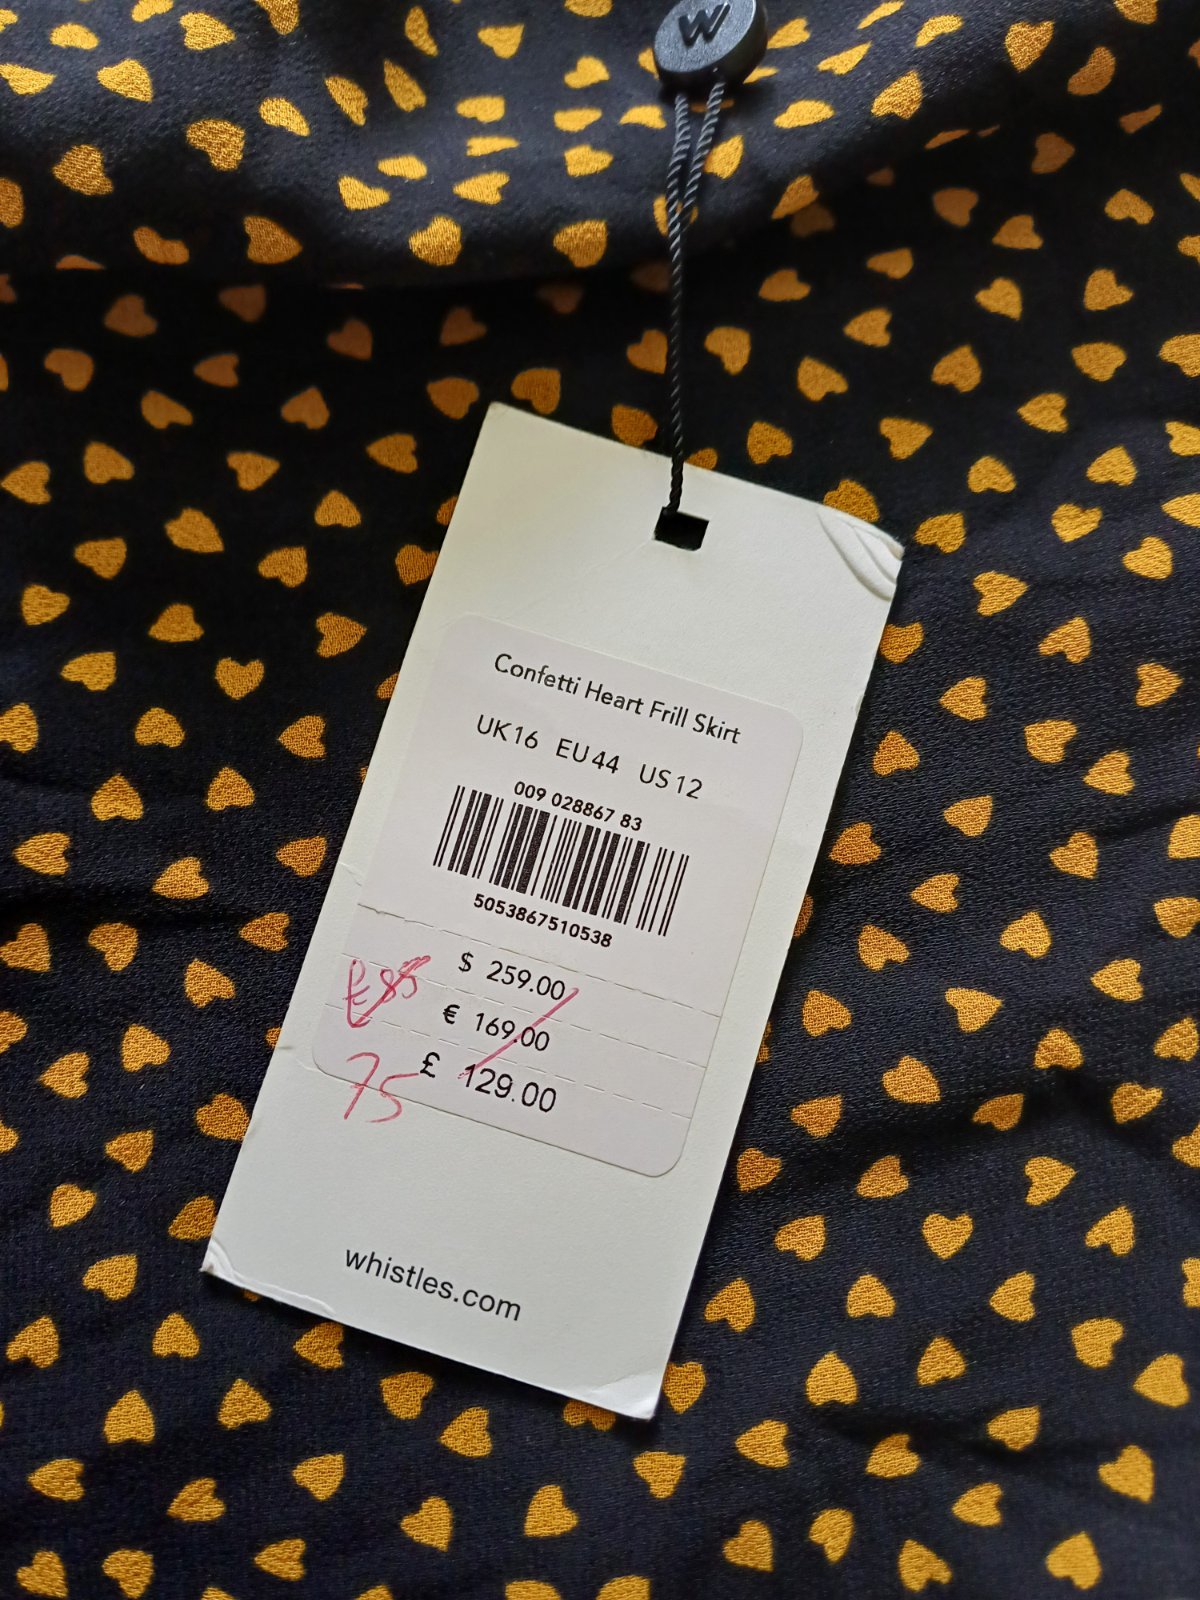 W
Confetti Heart Frill Skirt
UK16 EU44 US12
009 028867 83
5053867510538
$ 259.00
£85
€ 169.00
£ 129.00
75
whistles.com